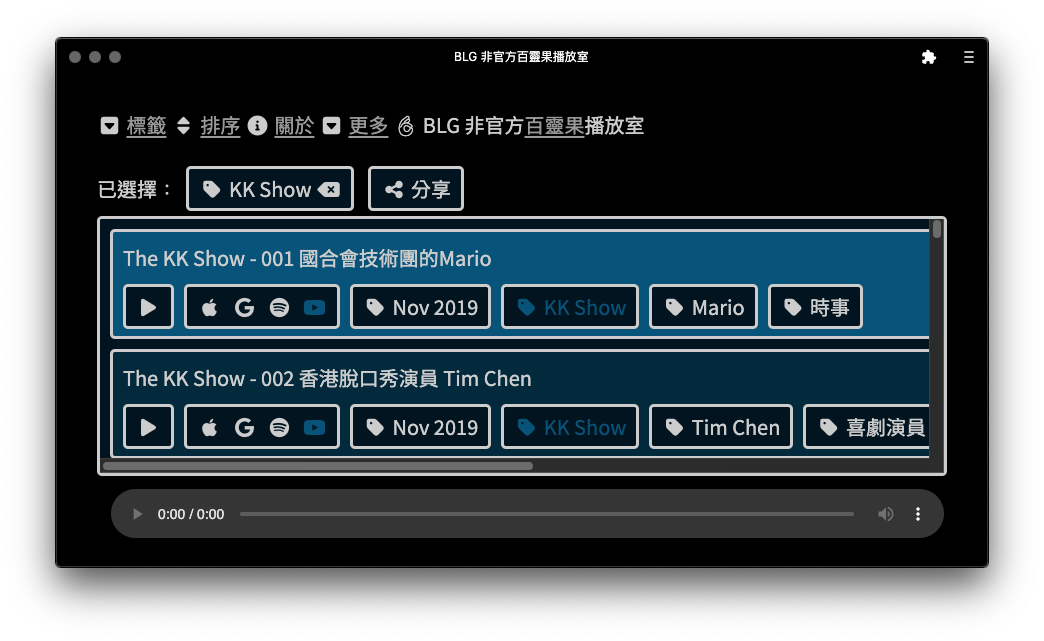 BLG 非官方百靈果播放室
標籤 排序 關於 更多 BLG 非官方百靈果播放室
已選擇： KK Show 分享
The KK Show - 001 國合會技術團的Mario
Nov 2019 KK Show Mario 時事
The KK Show - 002 香港脫口秀演員 Tim Chen
Nov 2019 KK Show Tim Chen 喜劇演員
0:00 / 0:00